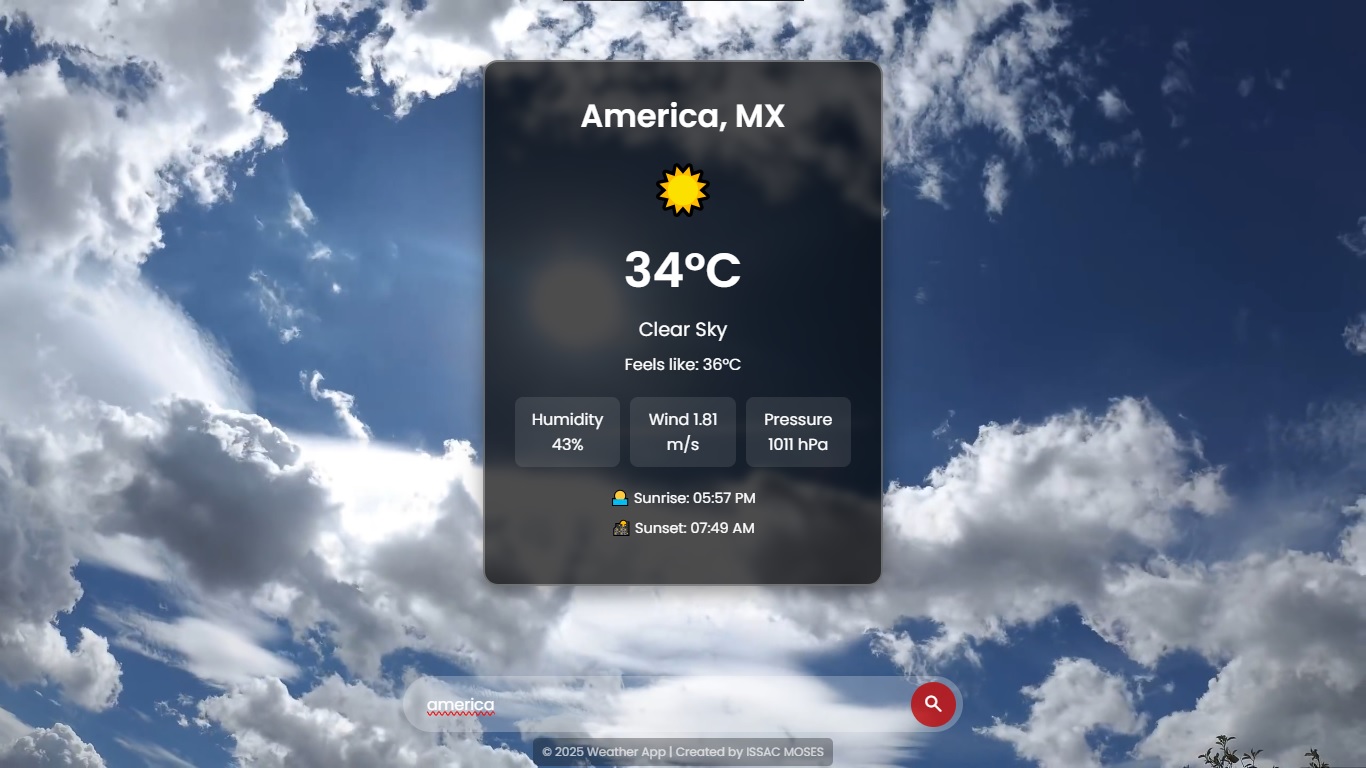 America, MX
34°C
Clear Sky
Feels like: 36°C
Humidity
43%
Wind 1.81
m/s
Pressure
1011 hPa
Sunrise: 05:57 PM
Sunset: 07:49 AM
america
© 2025 Weather App | Created by ISSAC MOSES